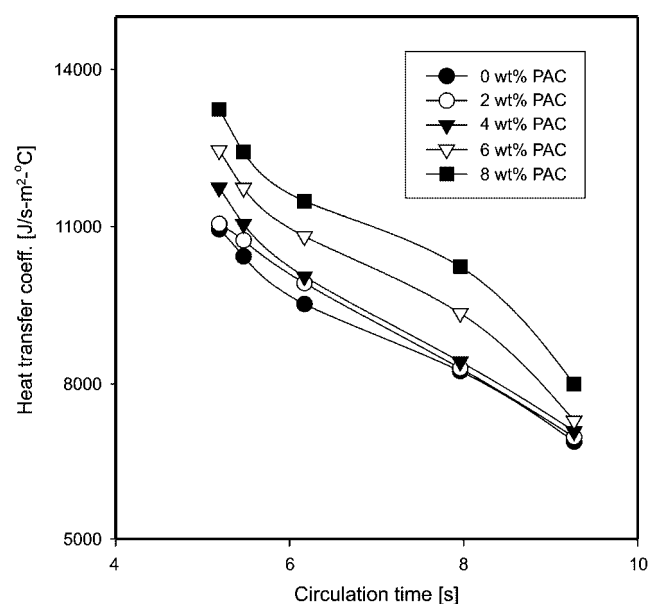 14000
11000
8000
5000
Heat transfer coeff. [J/s-m²-°C]
0 wt% PAC
2 wt% PAC
4 wt% PAC
6 wt% PAC
8 wt% PAC
4 6 8 10
Circulation time [s]